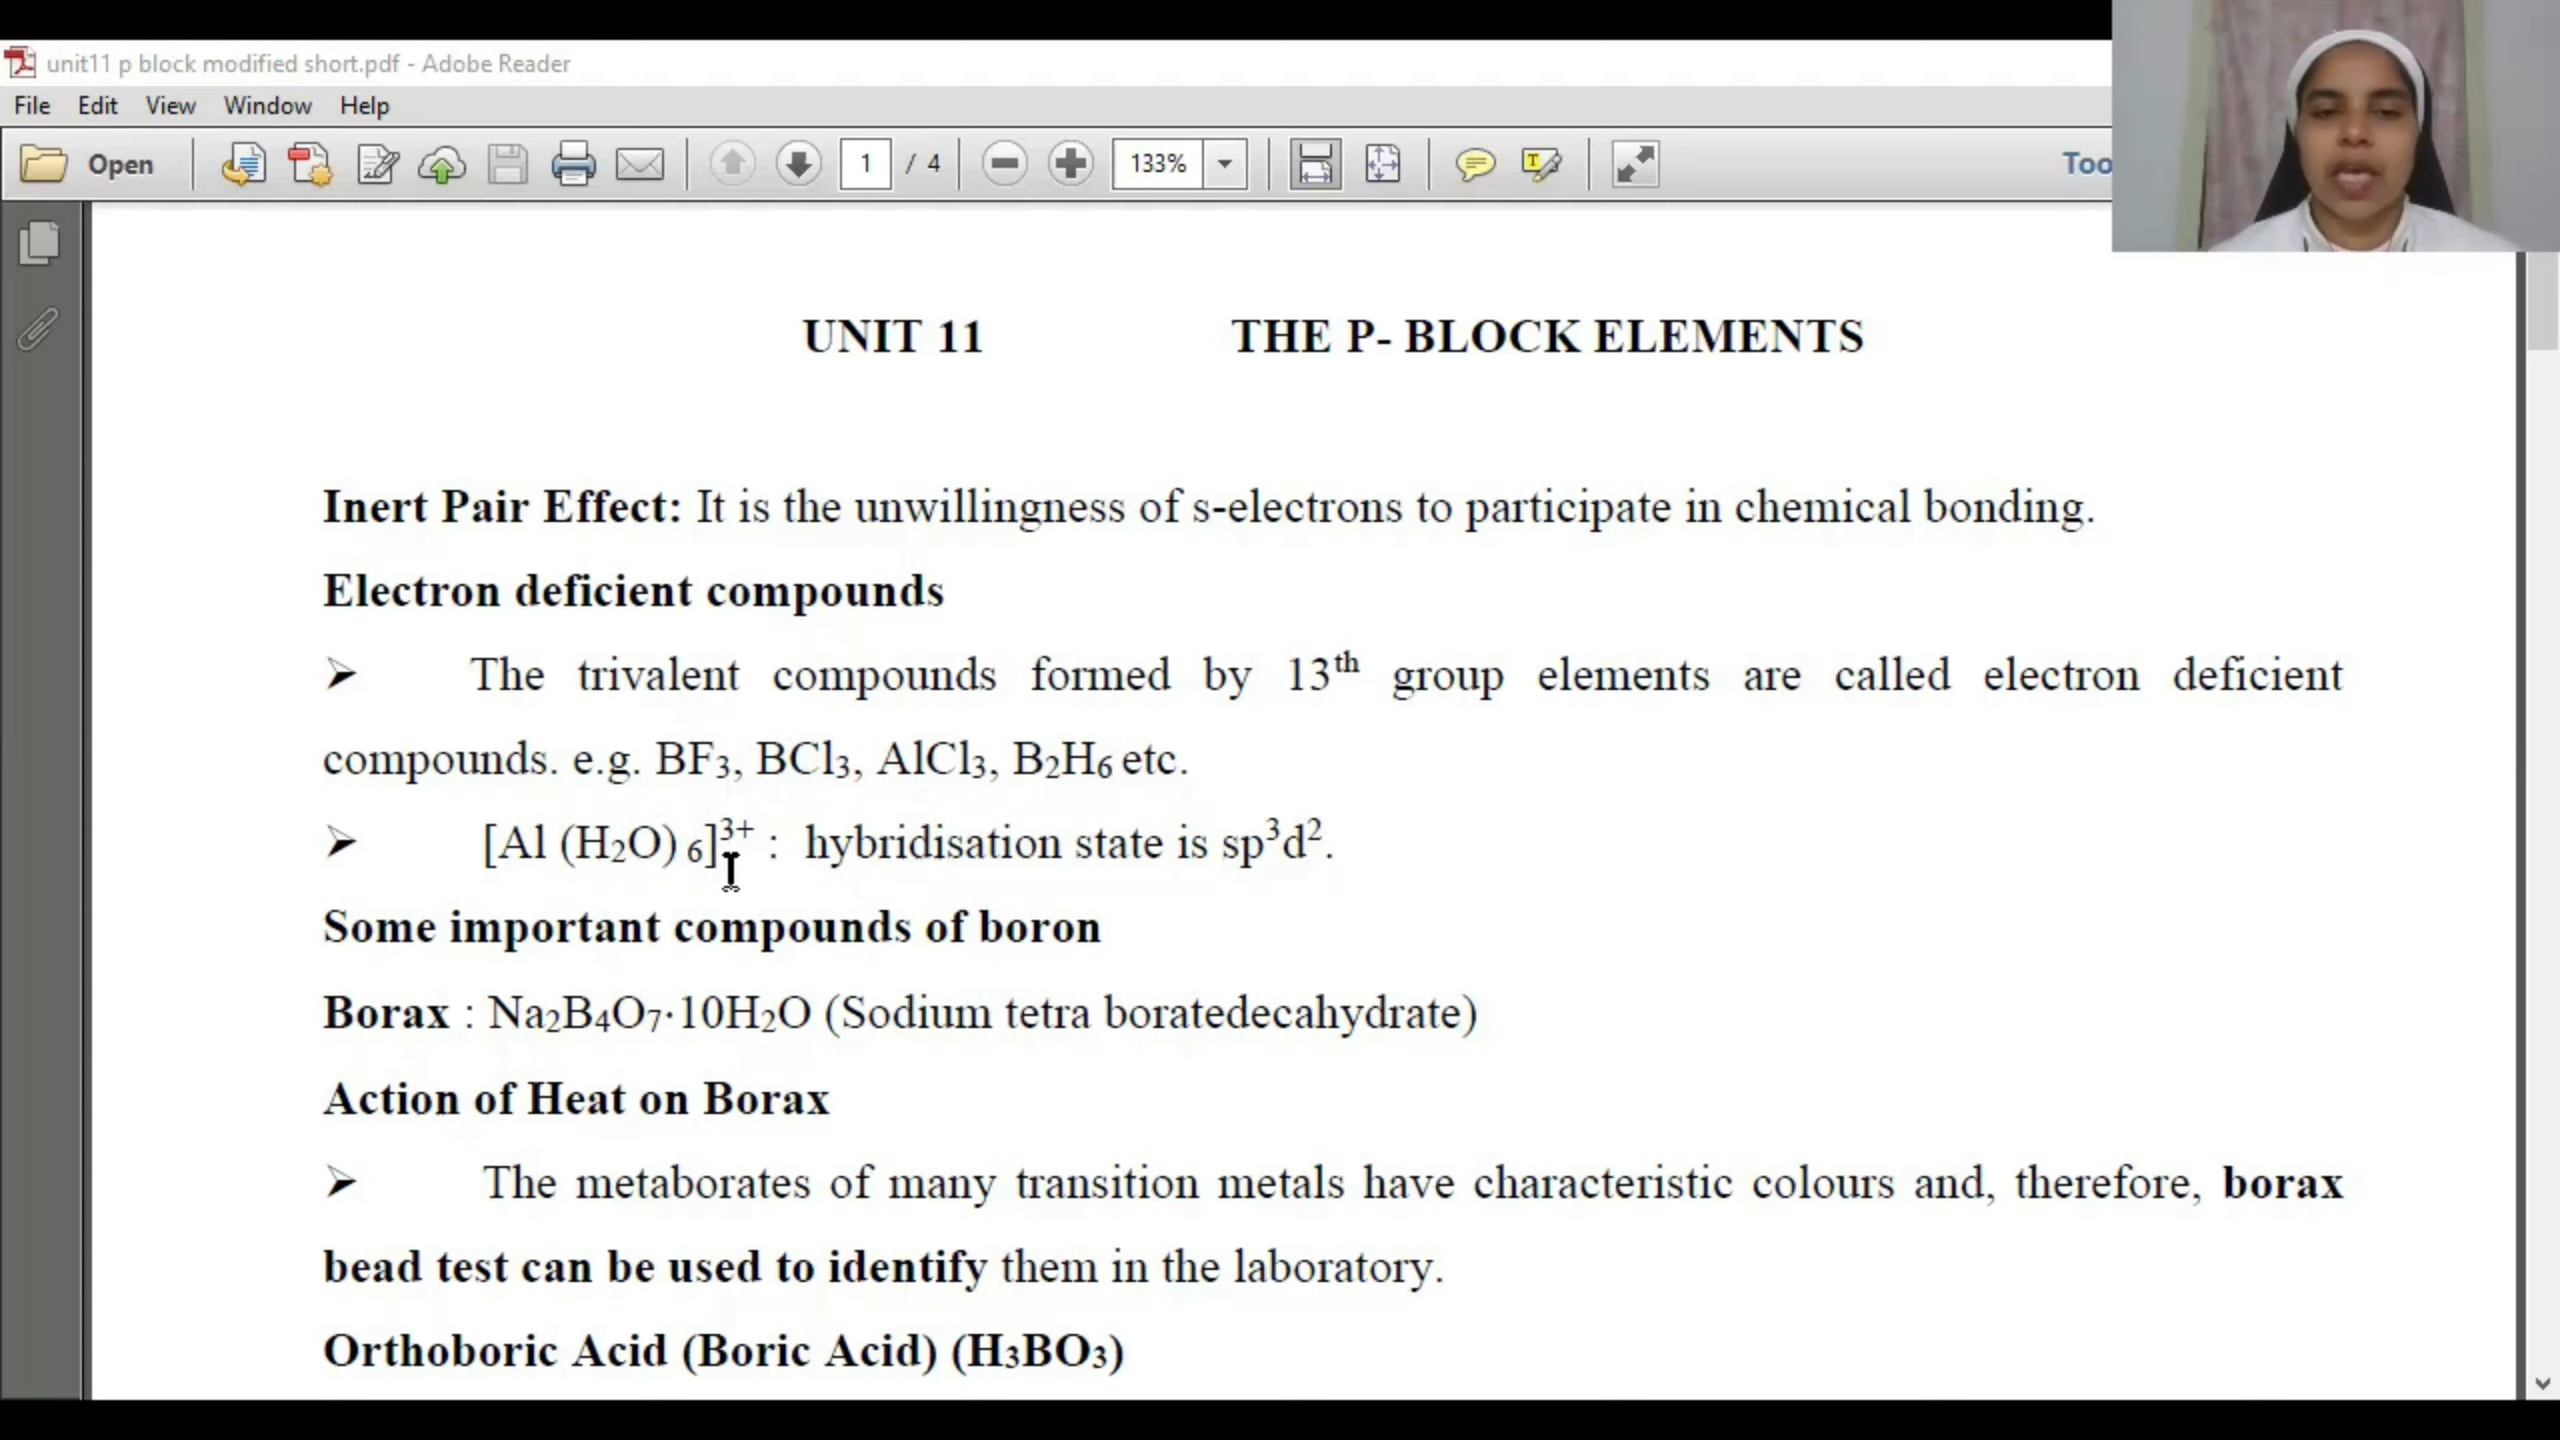 unit11 p block modified short.pdf - Adobe Reader
File Edit View Window Help
Open 1 / 4 133% Too
UNIT 11 THE P- BLOCK ELEMENTS
Inert Pair Effect: It is the unwillingness of s-electrons to participate in chemical bonding.
Electron deficient compounds
➢ The trivalent compounds formed by 13th group elements are called electron deficient
compounds. e.g. BF₃, BCl₃, AlCl₃, B₂H₆ etc.
➢ [Al (H₂O) ₆]³⁺ : hybridisation state is sp³d².
Some important compounds of boron
Borax : Na₂B₄O₇·10H₂O (Sodium tetra boratedecahydrate)
Action of Heat on Borax
➢ The metaborates of many transition metals have characteristic colours and, therefore, borax
bead test can be used to identify them in the laboratory.
Orthoboric Acid (Boric Acid) (H₃BO₃)